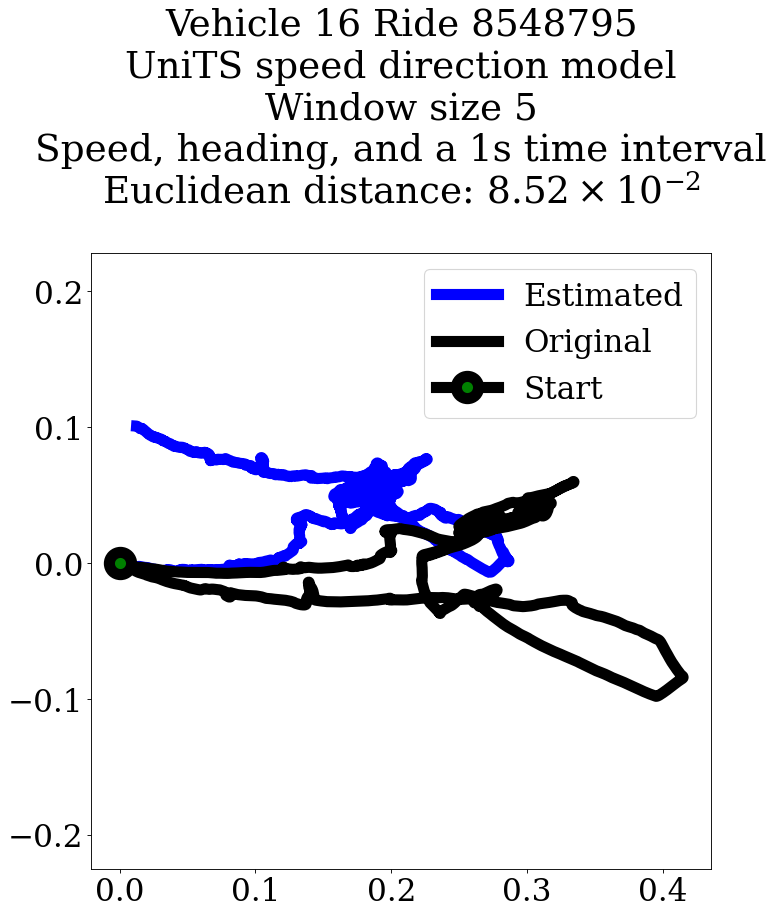 Vehicle 16 Ride 8548795
UniTS speed direction model
Window size 5
Speed, heading, and a 1s time interval
Euclidean distance: 8.52 × 10⁻²
Estimated
Original
Start
0.2
0.1
0.0
−0.1
−0.2
0.0 0.1 0.2 0.3 0.4